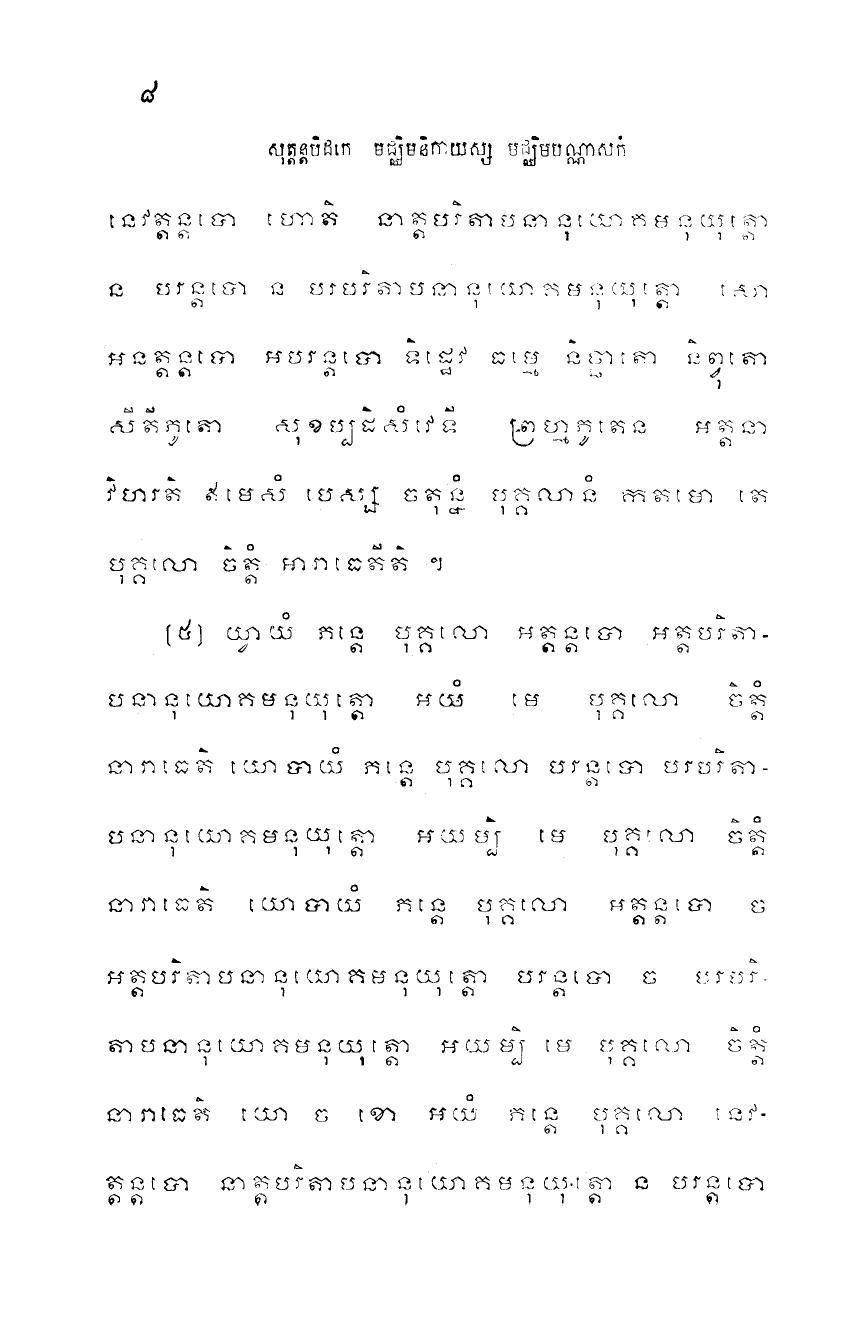 ៨
សុត្តន្តបិដកេ មជ្ឈិមនិកាយស្ស មជ្ឈិមបណ្ណាសកំ
នេវត្តន្តបោ ហោតិ នាត្តបរិតាបនានុយោគមនុយុត្តោ
ន បរន្តបោ ន បរបរិតាបនានុយោគមនុយុត្តោ សោ
អនត្តន្តបោ អបរន្តបោ ទិដ្ឋេវ ធម្មេ និច្ឆាតោ និព្វុតោ
សីតីភូតោ សុខប្បដិសំវេទី ព្រហ្មភូតេន អត្តនា
វិហរតិ ឥមេសំ បេស្ស ចតុន្នំ បុគ្គលានំ កតមោ តេ
បុគ្គលោ ចិត្តំ អារាធេតីតិ ។
[៥] យ្វាយំ ភន្តេ បុគ្គលោ អត្តន្តបោ អត្តបរិតា-
បនានុយោគមនុយុត្តោ អយំ មេ បុគ្គលោ ចិត្តំ
នារាធេតិ យោបាយំ ភន្តេ បុគ្គលោ បរន្តបោ បរបរិតា-
បនានុយោគមនុយុត្តោ អយម្បិ មេ បុគ្គលោ ចិត្តំ
នារាធេតិ យោបាយំ ភន្តេ បុគ្គលោ អត្តន្តបោ ច
អត្តបរិតាបនានុយោគមនុយុត្តោ បរន្តបោ ច បរបរិ-
តាបនានុយោគមនុយុត្តោ អយម្បិ មេ បុគ្គលោ ចិត្តំ
នារាធេតិ យោ ច ខោ អយំ ភន្តេ បុគ្គលោ នេវ-
ត្តន្តបោ នាត្តបរិតាបនានុយោគមនុយុត្តោ ន បរន្តបោ